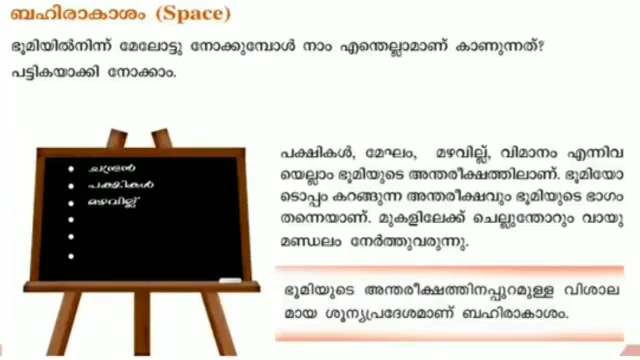 ബഹിരാകാശം (Space)
ഭൂമിയിൽനിന്ന് മേലോട്ടു നോക്കുമ്പോൾ നാം എന്തെല്ലാമാണ് കാണുന്നത്?
പട്ടികയാക്കി നോക്കാം.
• ചന്ദ്രൻ
• പക്ഷികൾ
• മഴവില്ല്
പക്ഷികൾ, മേഘം, മഴവില്ല്, വിമാനം എന്നിവ
യെല്ലാം ഭൂമിയുടെ അന്തരീക്ഷത്തിലാണ്. ഭൂമിയോ
ടൊപ്പം കറങ്ങുന്ന അന്തരീക്ഷവും ഭൂമിയുടെ ഭാഗം
തന്നെയാണ്. മുകളിലേക്ക് ചെല്ലുന്തോറും വായു
മണ്ഡലം നേർത്തുവരുന്നു.
ഭൂമിയുടെ അന്തരീക്ഷത്തിനപ്പുറമുള്ള വിശാല
മായ ശൂന്യപ്രദേശമാണ് ബഹിരാകാശം.